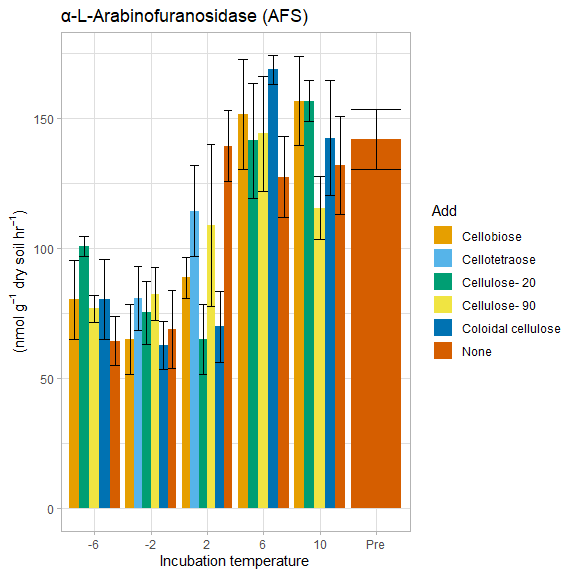 α-L-Arabinofuranosidase (AFS)
(nmol g⁻¹ dry soil hr⁻¹)
150
100
50
0
-6 -2 2 6 10 Pre
Incubation temperature
Add
Cellobiose
Cellotetraose
Cellulose- 20
Cellulose- 90
Coloidal cellulose
None